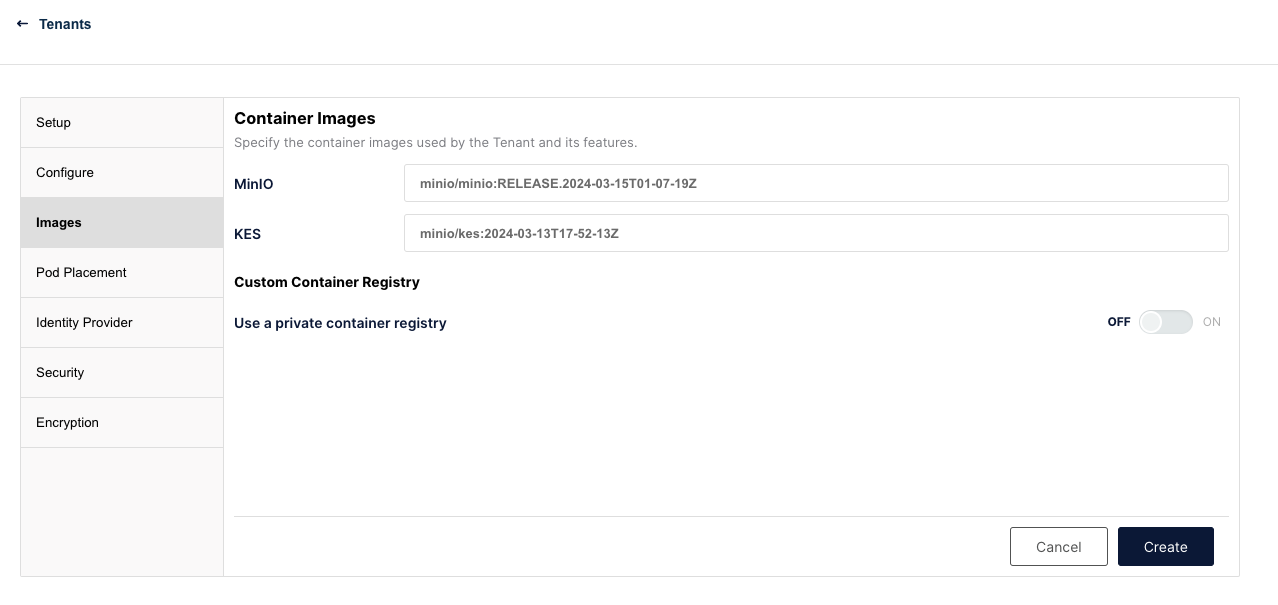 Tenants
Setup
Configure
Images
Pod Placement
Identity Provider
Security
Encryption
Container Images
Specify the container images used by the Tenant and its features.
MinIO minio/minio:RELEASE.2024-03-15T01-07-19Z
KES minio/kes:2024-03-13T17-52-13Z
Custom Container Registry
Use a private container registry OFF ON
Cancel Create